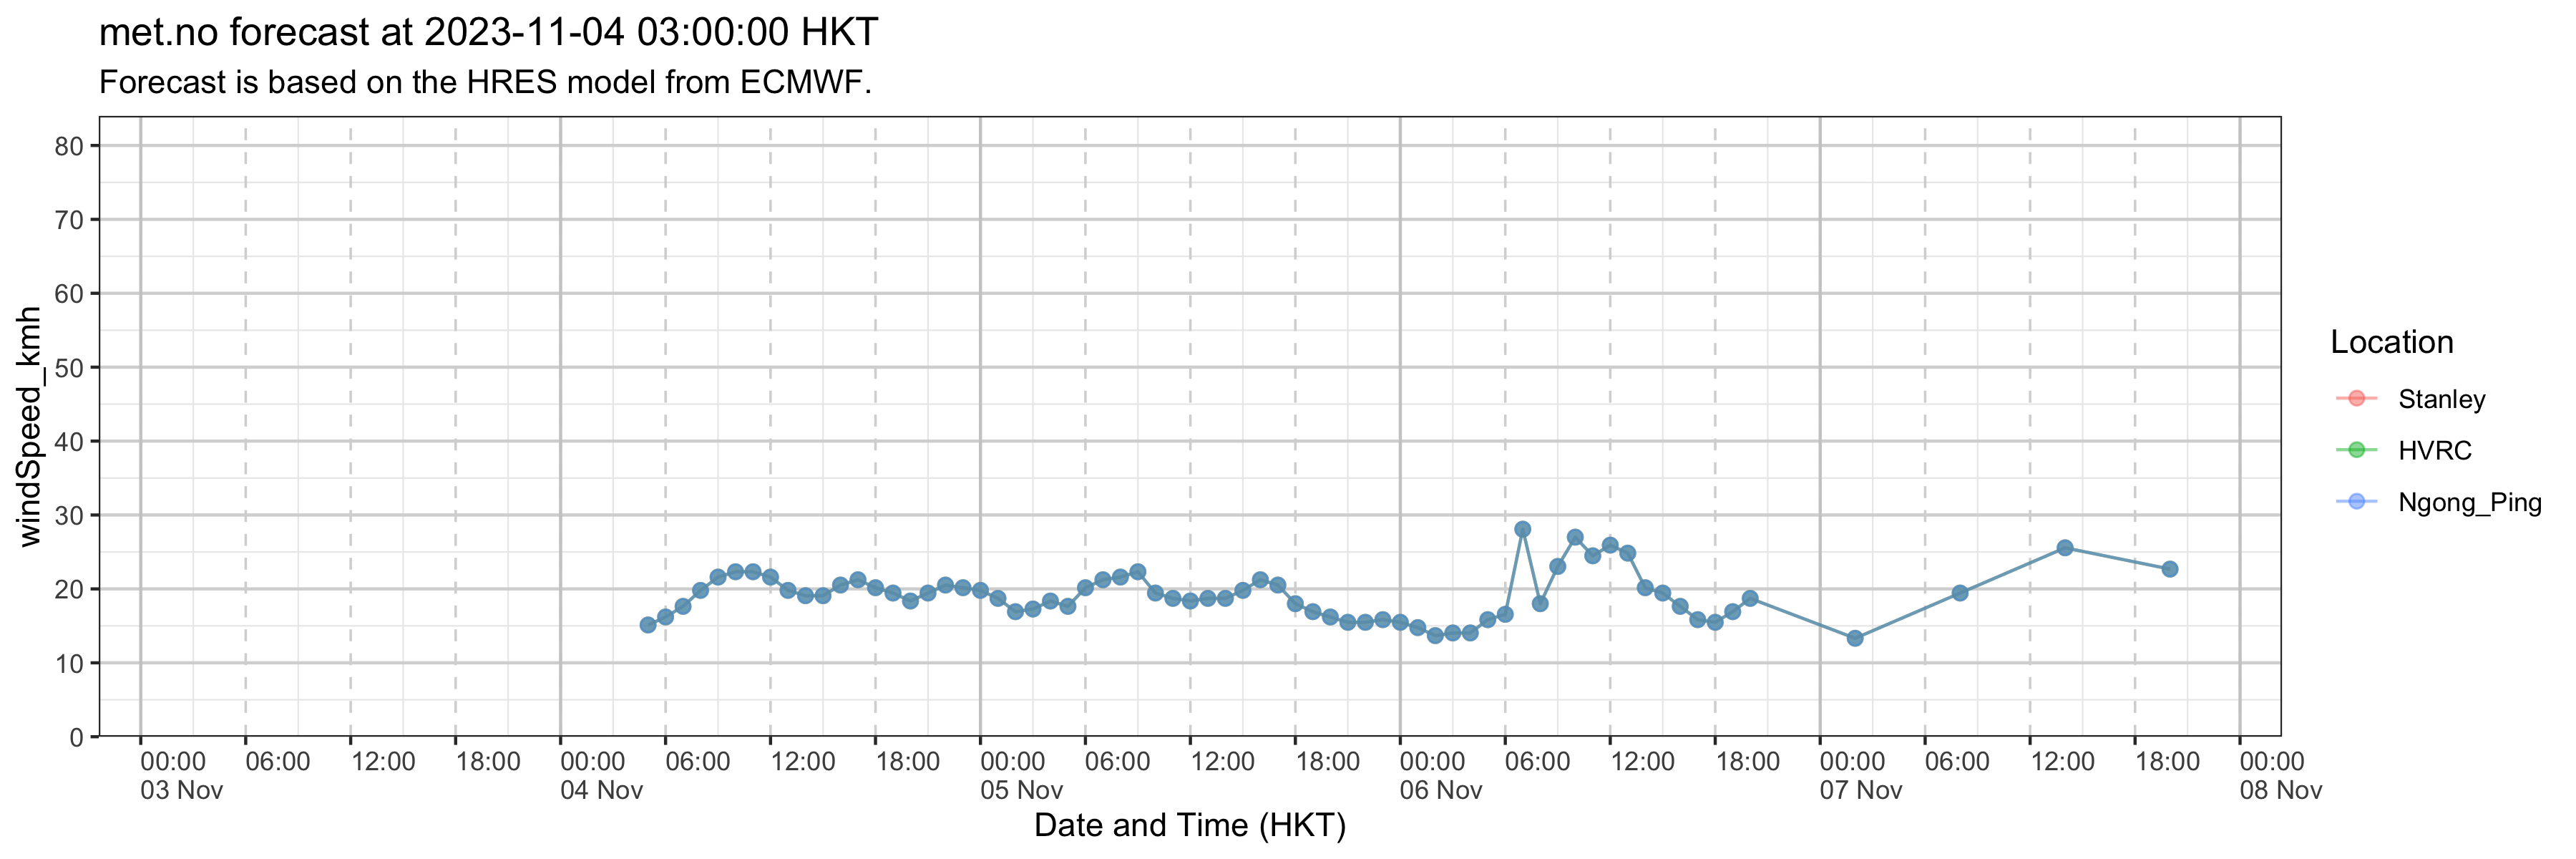 met.no forecast at 2023-11-04 03:00:00 HKT
Forecast is based on the HRES model from ECMWF.
windSpeed_kmh
80
70
60
50
40
30
20
10
0
00:00 06:00 12:00 18:00 00:00 06:00 12:00 18:00 00:00 06:00 12:00 18:00 00:00 06:00 12:00 18:00 00:00 06:00 12:00 18:00 00:00
03 Nov 04 Nov 05 Nov 06 Nov 07 Nov 08 Nov
Date and Time (HKT)
Location
Stanley
HVRC
Ngong_Ping